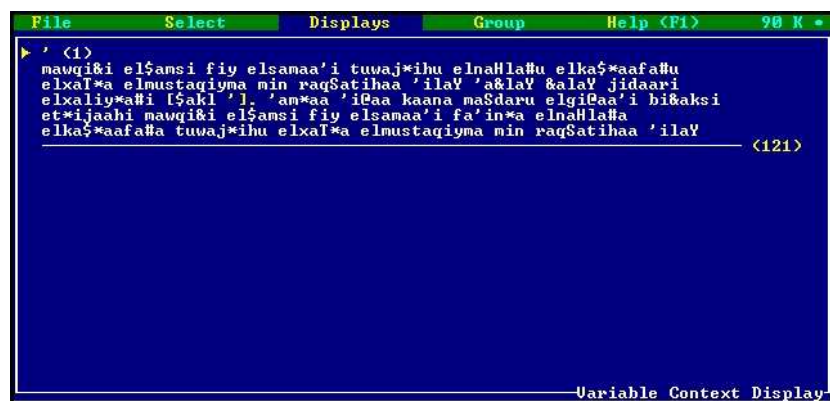 File Select Displays Group Help (F1) 90 K •
► ' (1)
mawqi&i el$amsi fiy elsamaa'i tuwaj*ihu elnaHla#u elka$*aafa#u
elxaT*a elmustaqiyma min raqSatihaa 'ilaY 'a&laY &alaY jidaari
elxaliy*a#i [$akl ']. 'am*aa 'i@aa kaana maSdaru elgi@aa'i bi&aksi
et*ijaahi mawqi&i el$amsi fiy elsamaa'i fa'in*a elnaHla#a
elka$*aafa#a tuwaj*ihu elxaT*a elmustaqiyma min raqSatihaa 'ilaY
(121)
Variable Context Display